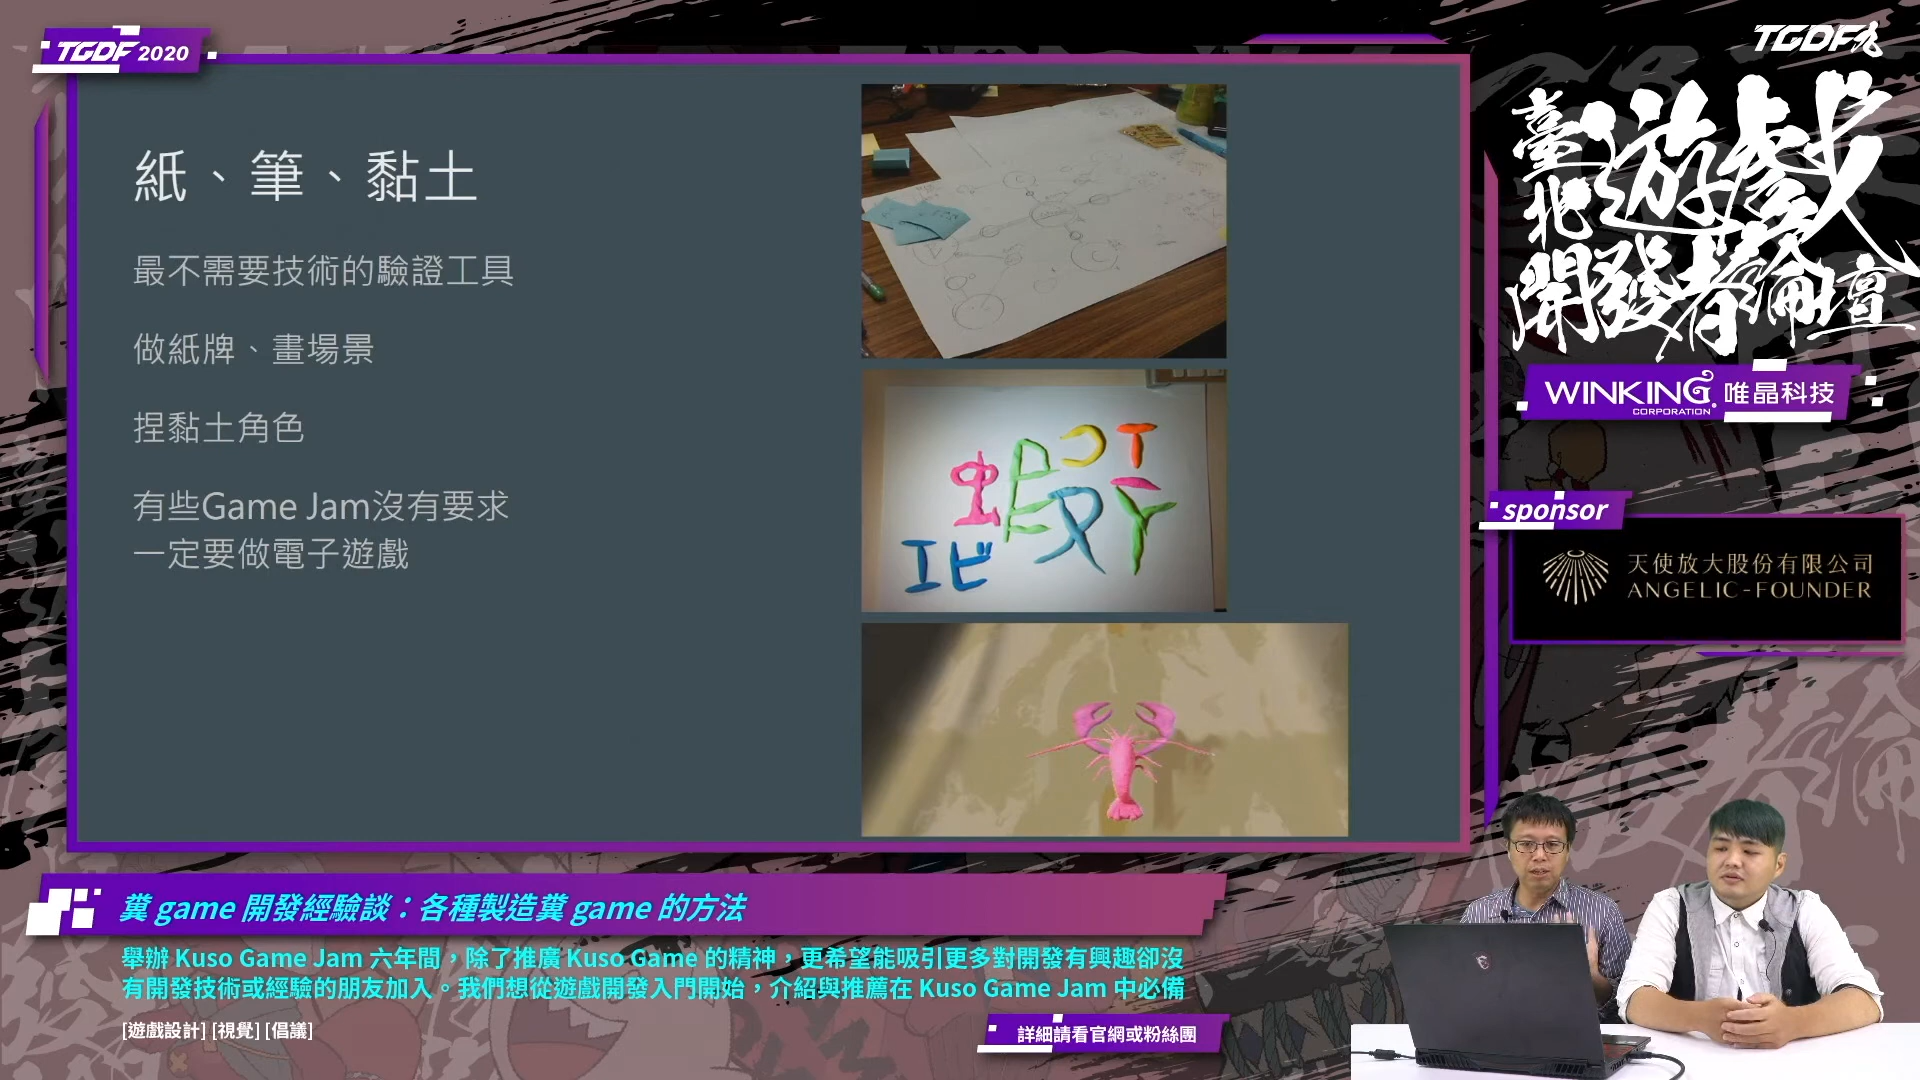 TGDF 2020
TGDF九
臺北遊戲開發者論壇
WINKING CORPORATION 唯晶科技
紙、筆、黏土
最不需要技術的驗證工具
做紙牌、畫場景
捏黏土角色
有些Game Jam沒有要求
一定要做電子遊戲
エビ
sponsor
天使放大股份有限公司
ANGELIC-FOUNDER
糞 game 開發經驗談：各種製造糞 game 的方法
舉辦 Kuso Game Jam 六年間，除了推廣 Kuso Game 的精神，更希望能吸引更多對開發有興趣卻沒
有開發技術或經驗的朋友加入。我們想從遊戲開發入門開始，介紹與推薦在 Kuso Game Jam 中必備
[遊戲設計] [視覺] [倡議]
詳細請看官網或粉絲團